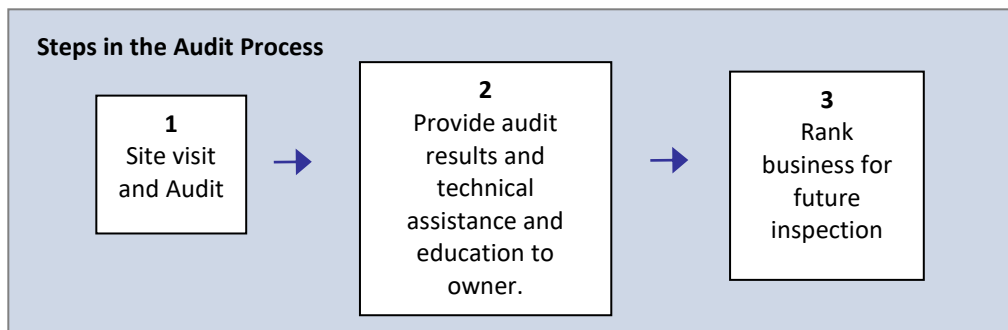 Steps in the Audit Process
1
Site visit
and Audit
2
Provide audit
results and
technical
assistance and
education to
owner.
3
Rank
business for
future
inspection